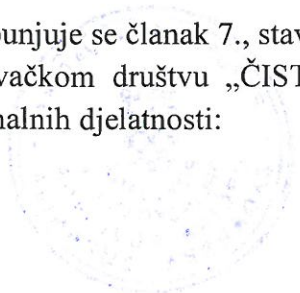 punjuje se članak 7., stav
vačkom društvu „ČIST
nalnih djelatnosti: